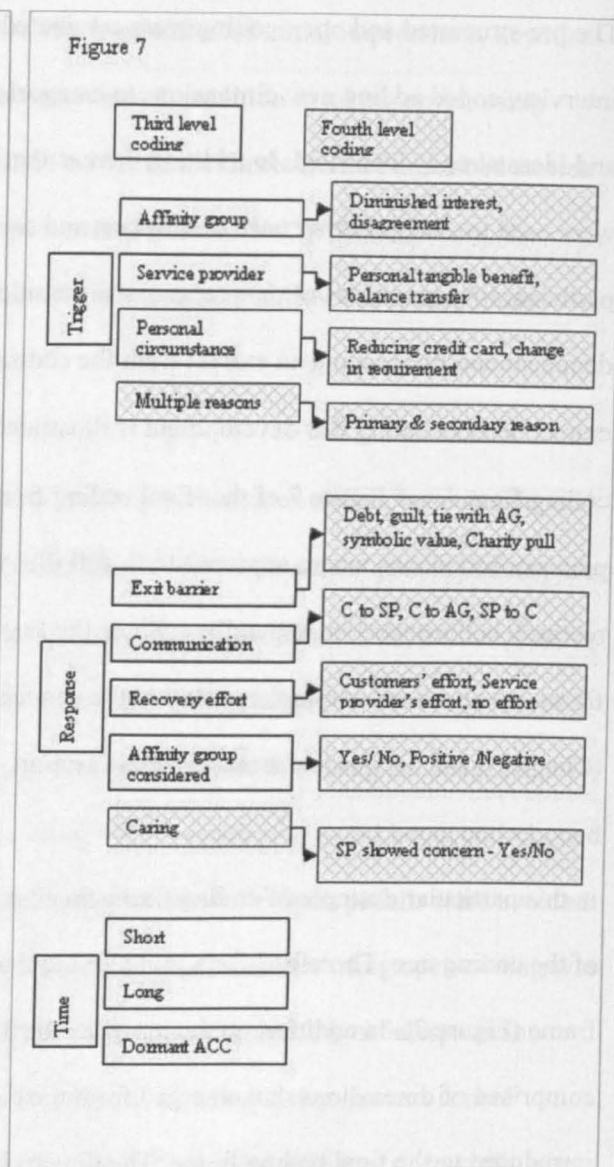 Figure 7
Third level
coding
Fourth level
coding
Trigger
Affinity group
Diminished interest,
disagreement
Service provider
Personal tangible benefit,
balance transfer
Personal
circumstance
Reducing credit card, change
in requirement
Multiple reasons
Primary & secondary reason
Response
Exit barrier
Debt, guilt, tie with AG,
symbolic value, Charity pull
Communication
C to SP, C to AG, SP to C
Recovery effort
Customers' effort, Service
provider's effort, no effort
Affinity group
considered
Yes/ No, Positive /Negative
Caring
SP showed concern - Yes/No
Time
Short
Long
Dormant ACC